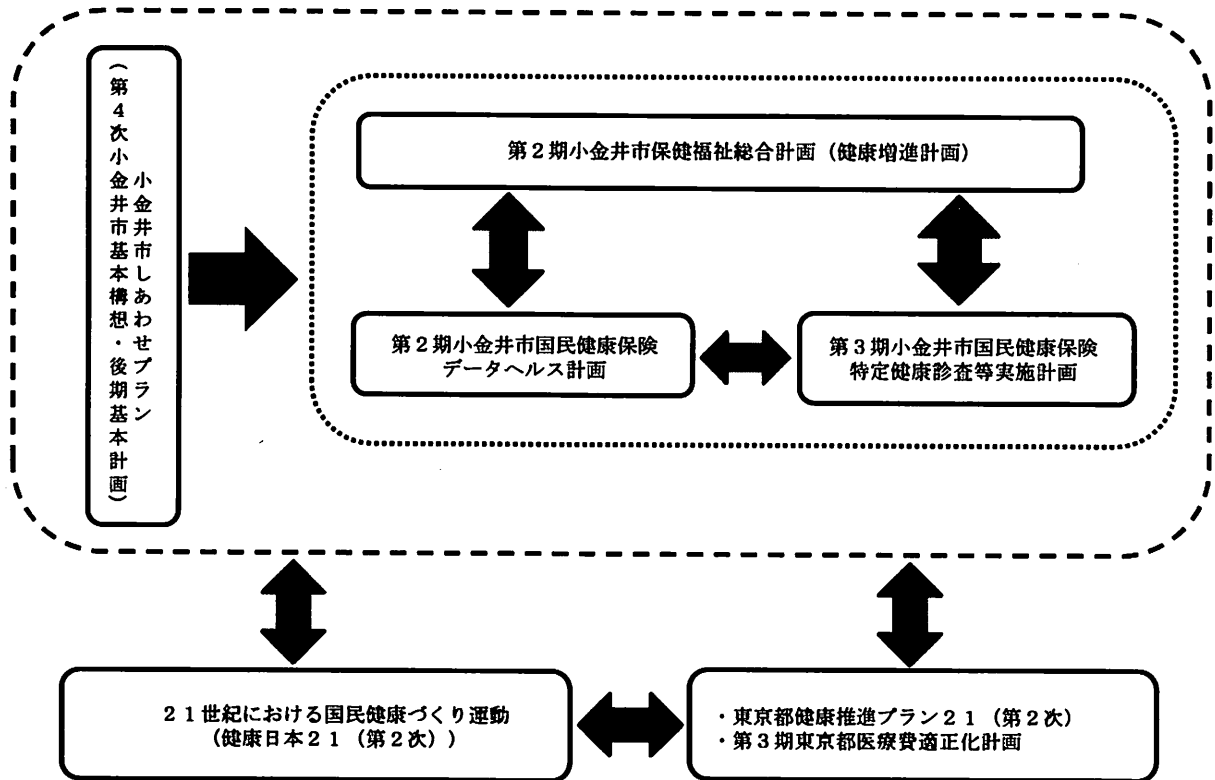 小金井市しあわせプラン
（第４次小金井市基本構想・後期基本計画）
第２期小金井市保健福祉総合計画（健康増進計画）
第２期小金井市国民健康保険
データヘルス計画
第３期小金井市国民健康保険
特定健康診査等実施計画
２１世紀における国民健康づくり運動
（健康日本２１（第２次））
・東京都健康推進プラン２１（第２次）
・第３期東京都医療費適正化計画